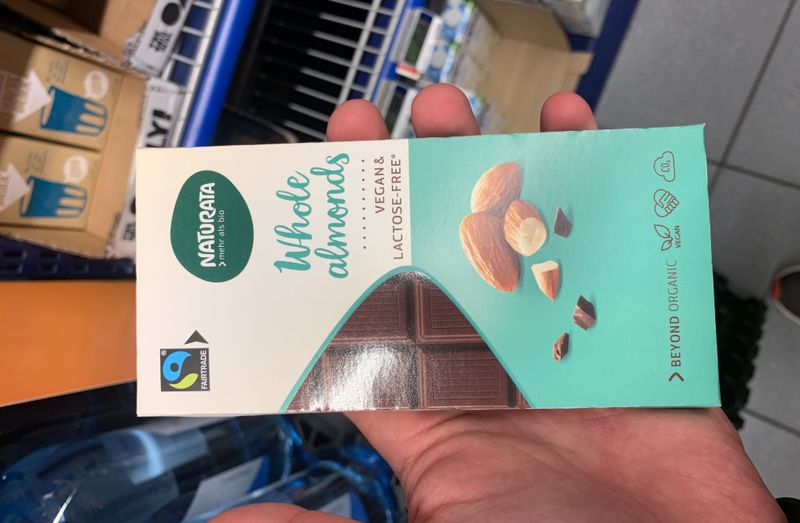 NATURATA
>mehr als bio
Whole
almonds
VEGAN &
LACTOSE-FREE°
®
FAIRTRADE
CO₂
VEGAN
> BEYOND ORGANIC